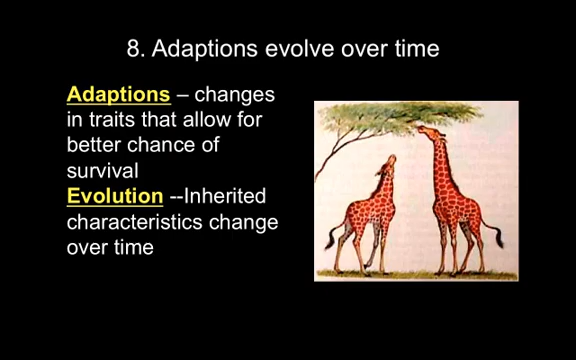 8. Adaptions evolve over time
Adaptions – changes
in traits that allow for
better chance of
survival
Evolution --Inherited
characteristics change
over time